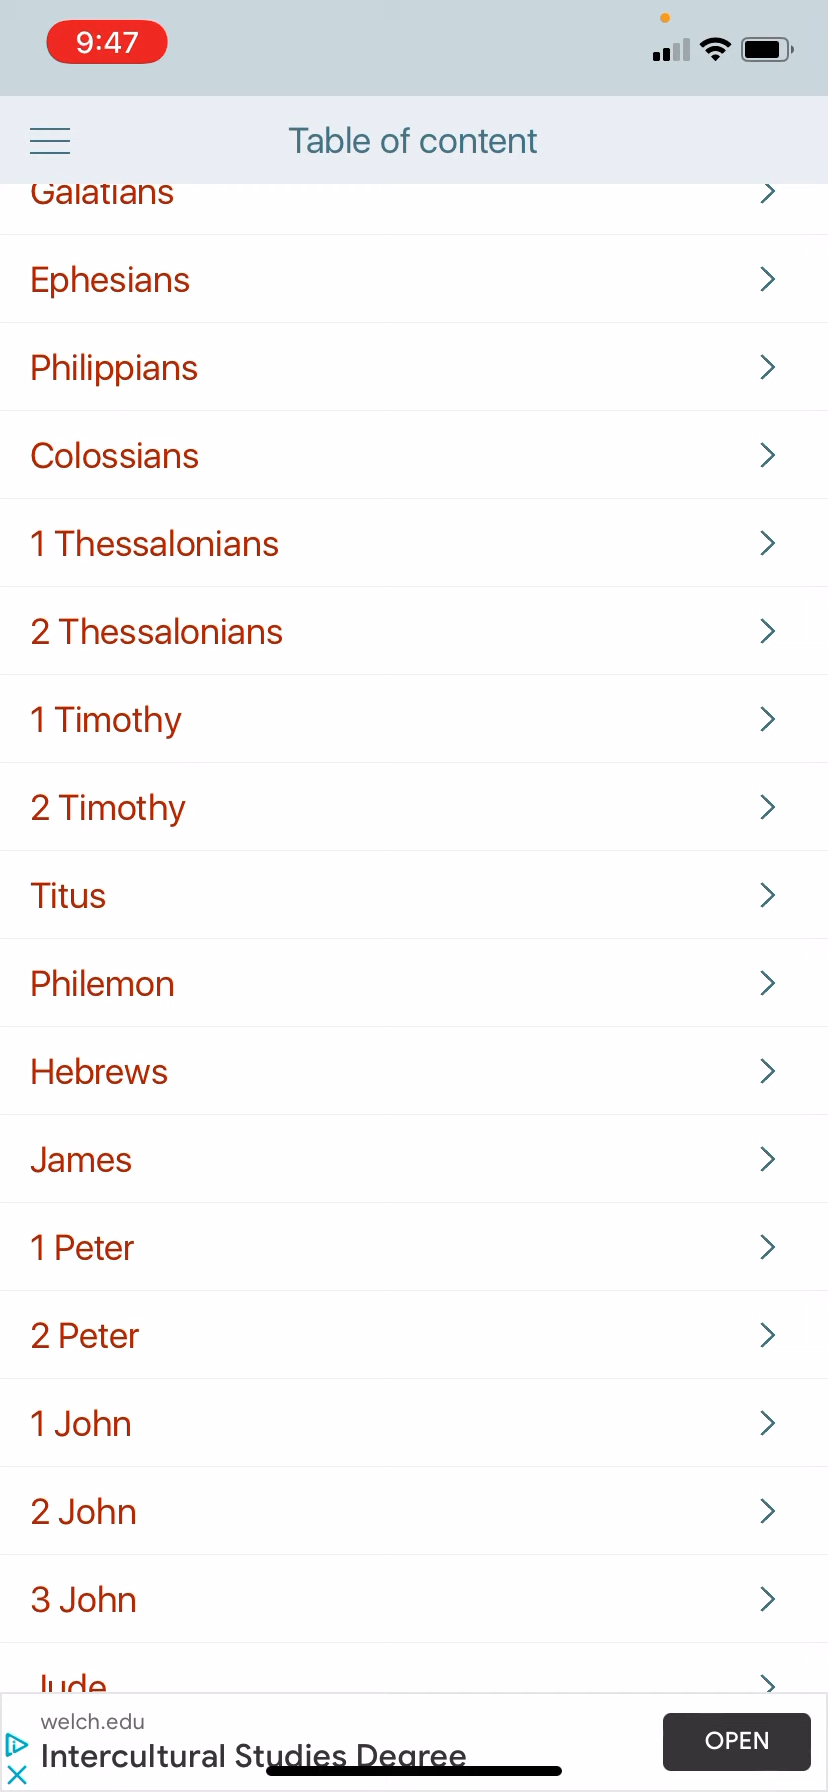 9:47
Table of content
Galatians
Ephesians
Philippians
Colossians
1 Thessalonians
2 Thessalonians
1 Timothy
2 Timothy
Titus
Philemon
Hebrews
James
1 Peter
2 Peter
1 John
2 John
3 John
Jude
welch.edu
Intercultural Studies Degree
OPEN